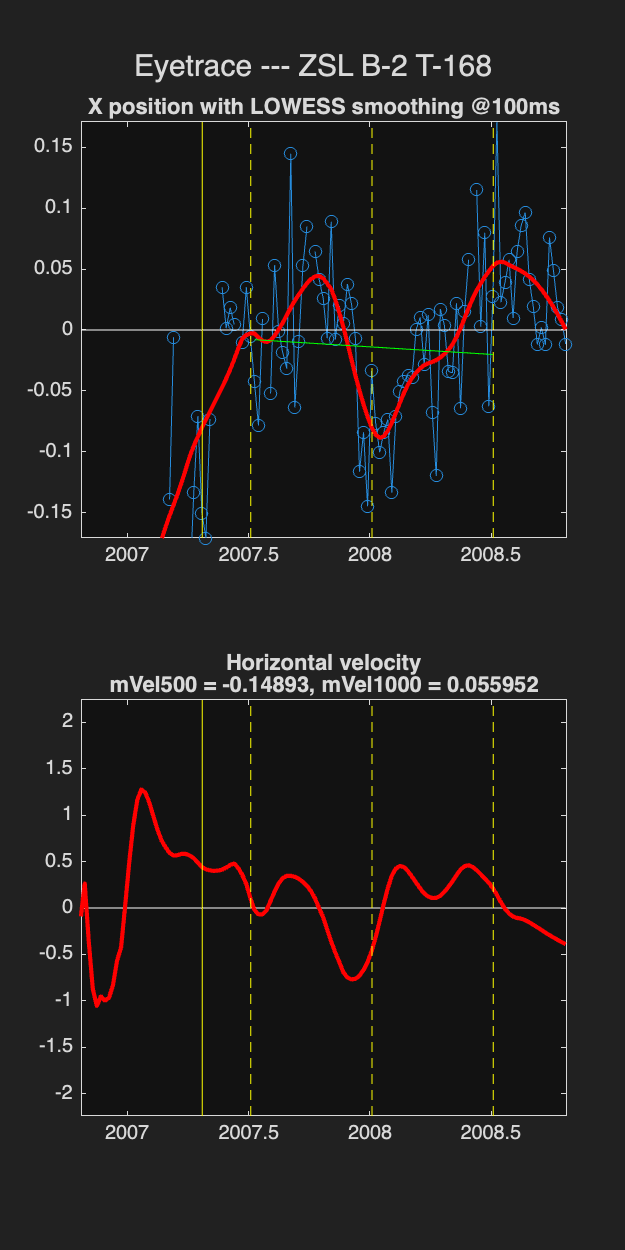 Eyetrace --- ZSL B-2 T-168
X position with LOWESS smoothing @100ms
0.15
0.1
0.05
0
-0.05
-0.1
-0.15
2007 2007.5 2008 2008.5
Horizontal velocity
mVel500 = -0.14893, mVel1000 = 0.055952
2
1.5
1
0.5
0
-0.5
-1
-1.5
-2
2007 2007.5 2008 2008.5